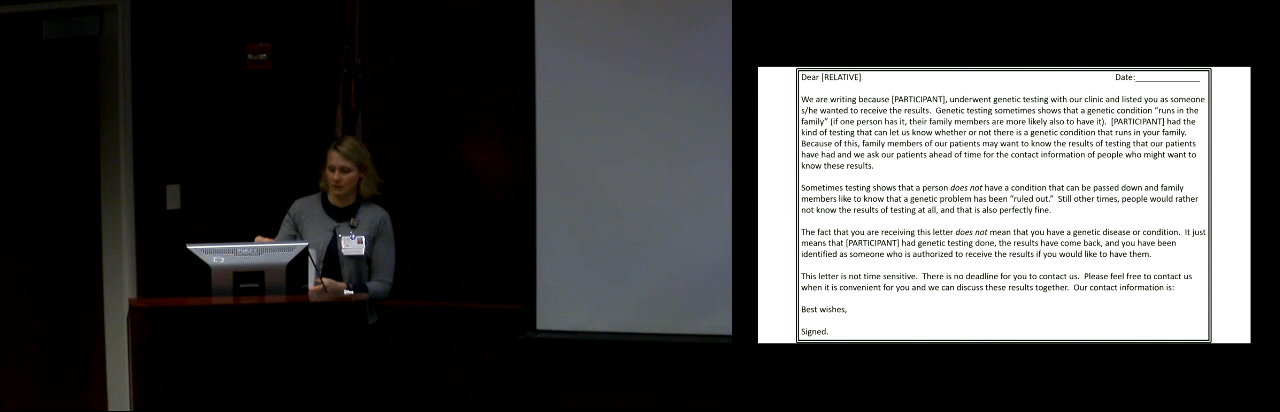 Dear [RELATIVE] Date:______________
We are writing because [PARTICIPANT], underwent genetic testing with our clinic and listed you as someone
s/he wanted to receive the results.  Genetic testing sometimes shows that a genetic condition “runs in the
family” (if one person has it, their family members are more likely also to have it).  [PARTICIPANT] had the
kind of testing that can let us know whether or not there is a genetic condition that runs in your family.
Because of this, family members of our patients may want to know the results of testing that our patients
have had and we ask our patients ahead of time for the contact information of people who might want to
know these results.
Sometimes testing shows that a person does not have a condition that can be passed down and family
members like to know that a genetic problem has been “ruled out.”  Still other times, people would rather
not know the results of testing at all, and that is also perfectly fine.
The fact that you are receiving this letter does not mean that you have a genetic disease or condition.  It just
means that [PARTICIPANT] had genetic testing done, the results have come back, and you have been
identified as someone who is authorized to receive the results if you would like to have them.
This letter is not time sensitive.  There is no deadline for you to contact us.  Please feel free to contact us
when it is convenient for you and we can discuss these results together.  Our contact information is:
Best wishes,
Signed.